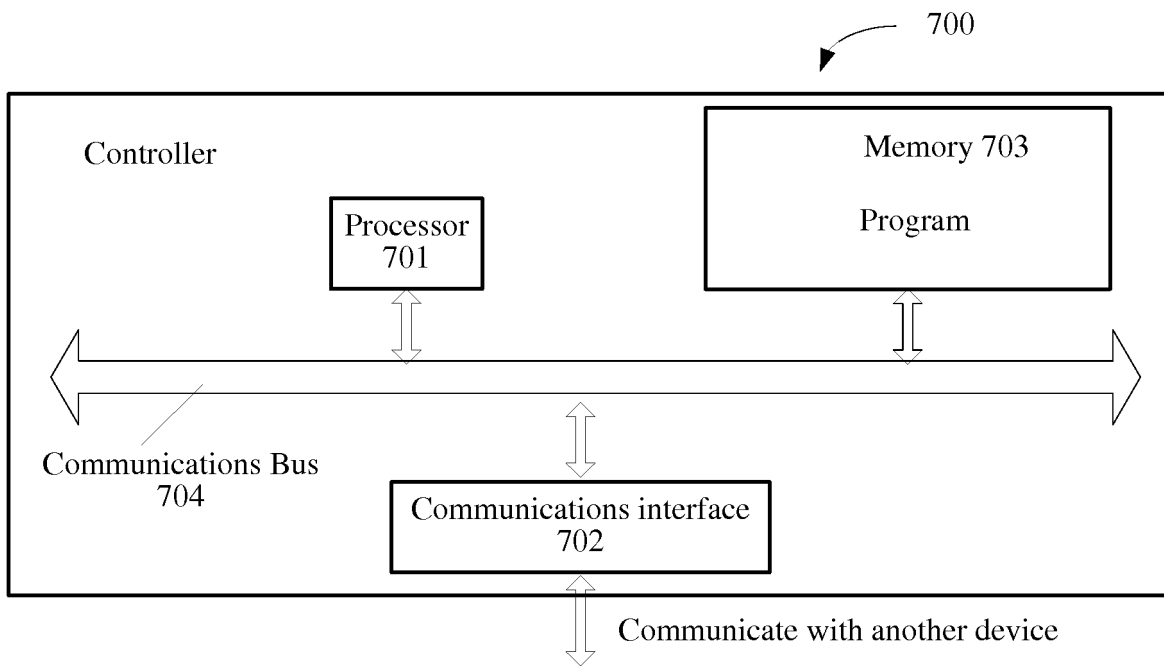 700
Controller
Memory 703
Program
Processor
701
Communications Bus
704
Communications interface
702
Communicate with another device